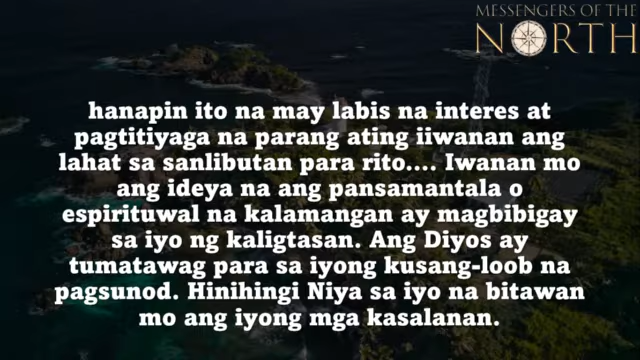 MESSENGERS OF THE
NORTH
hanapin ito na may labis na interes at
pagtitiyaga na parang ating iiwanan ang
lahat sa sanlibutan para rito.... Iwanan mo
ang ideya na ang pansamantala o
espirituwal na kalamangan ay magbibigay
sa iyo ng kaligtasan. Ang Diyos ay
tumatawag para sa iyong kusang-loob na
pagsunod. Hinihingi Niya sa iyo na bitawan
mo ang iyong mga kasalanan.